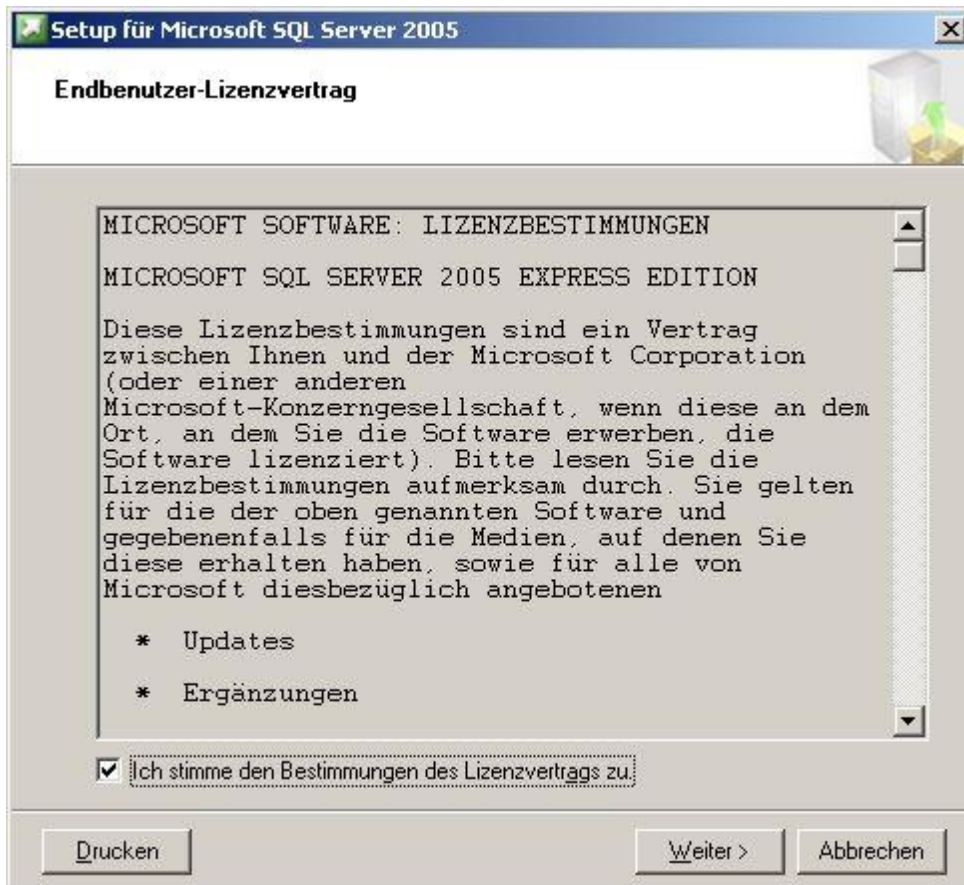 Setup für Microsoft SQL Server 2005
Endbenutzer-Lizenzvertrag
MICROSOFT SOFTWARE: LIZENZBESTIMMUNGEN
MICROSOFT SQL SERVER 2005 EXPRESS EDITION
Diese Lizenzbestimmungen sind ein Vertrag
zwischen Ihnen und der Microsoft Corporation
(oder einer anderen
Microsoft-Konzerngesellschaft, wenn diese an dem
Ort, an dem Sie die Software erwerben, die
Software lizenziert). Bitte lesen Sie die
Lizenzbestimmungen aufmerksam durch. Sie gelten
für die der oben genannten Software und
gegebenenfalls für die Medien, auf denen Sie
diese erhalten haben, sowie für alle von
Microsoft diesbezüglich angebotenen
* Updates
* Ergänzungen
Ich stimme den Bestimmungen des Lizenzvertrags zu.
Drucken
Weiter >
Abbrechen